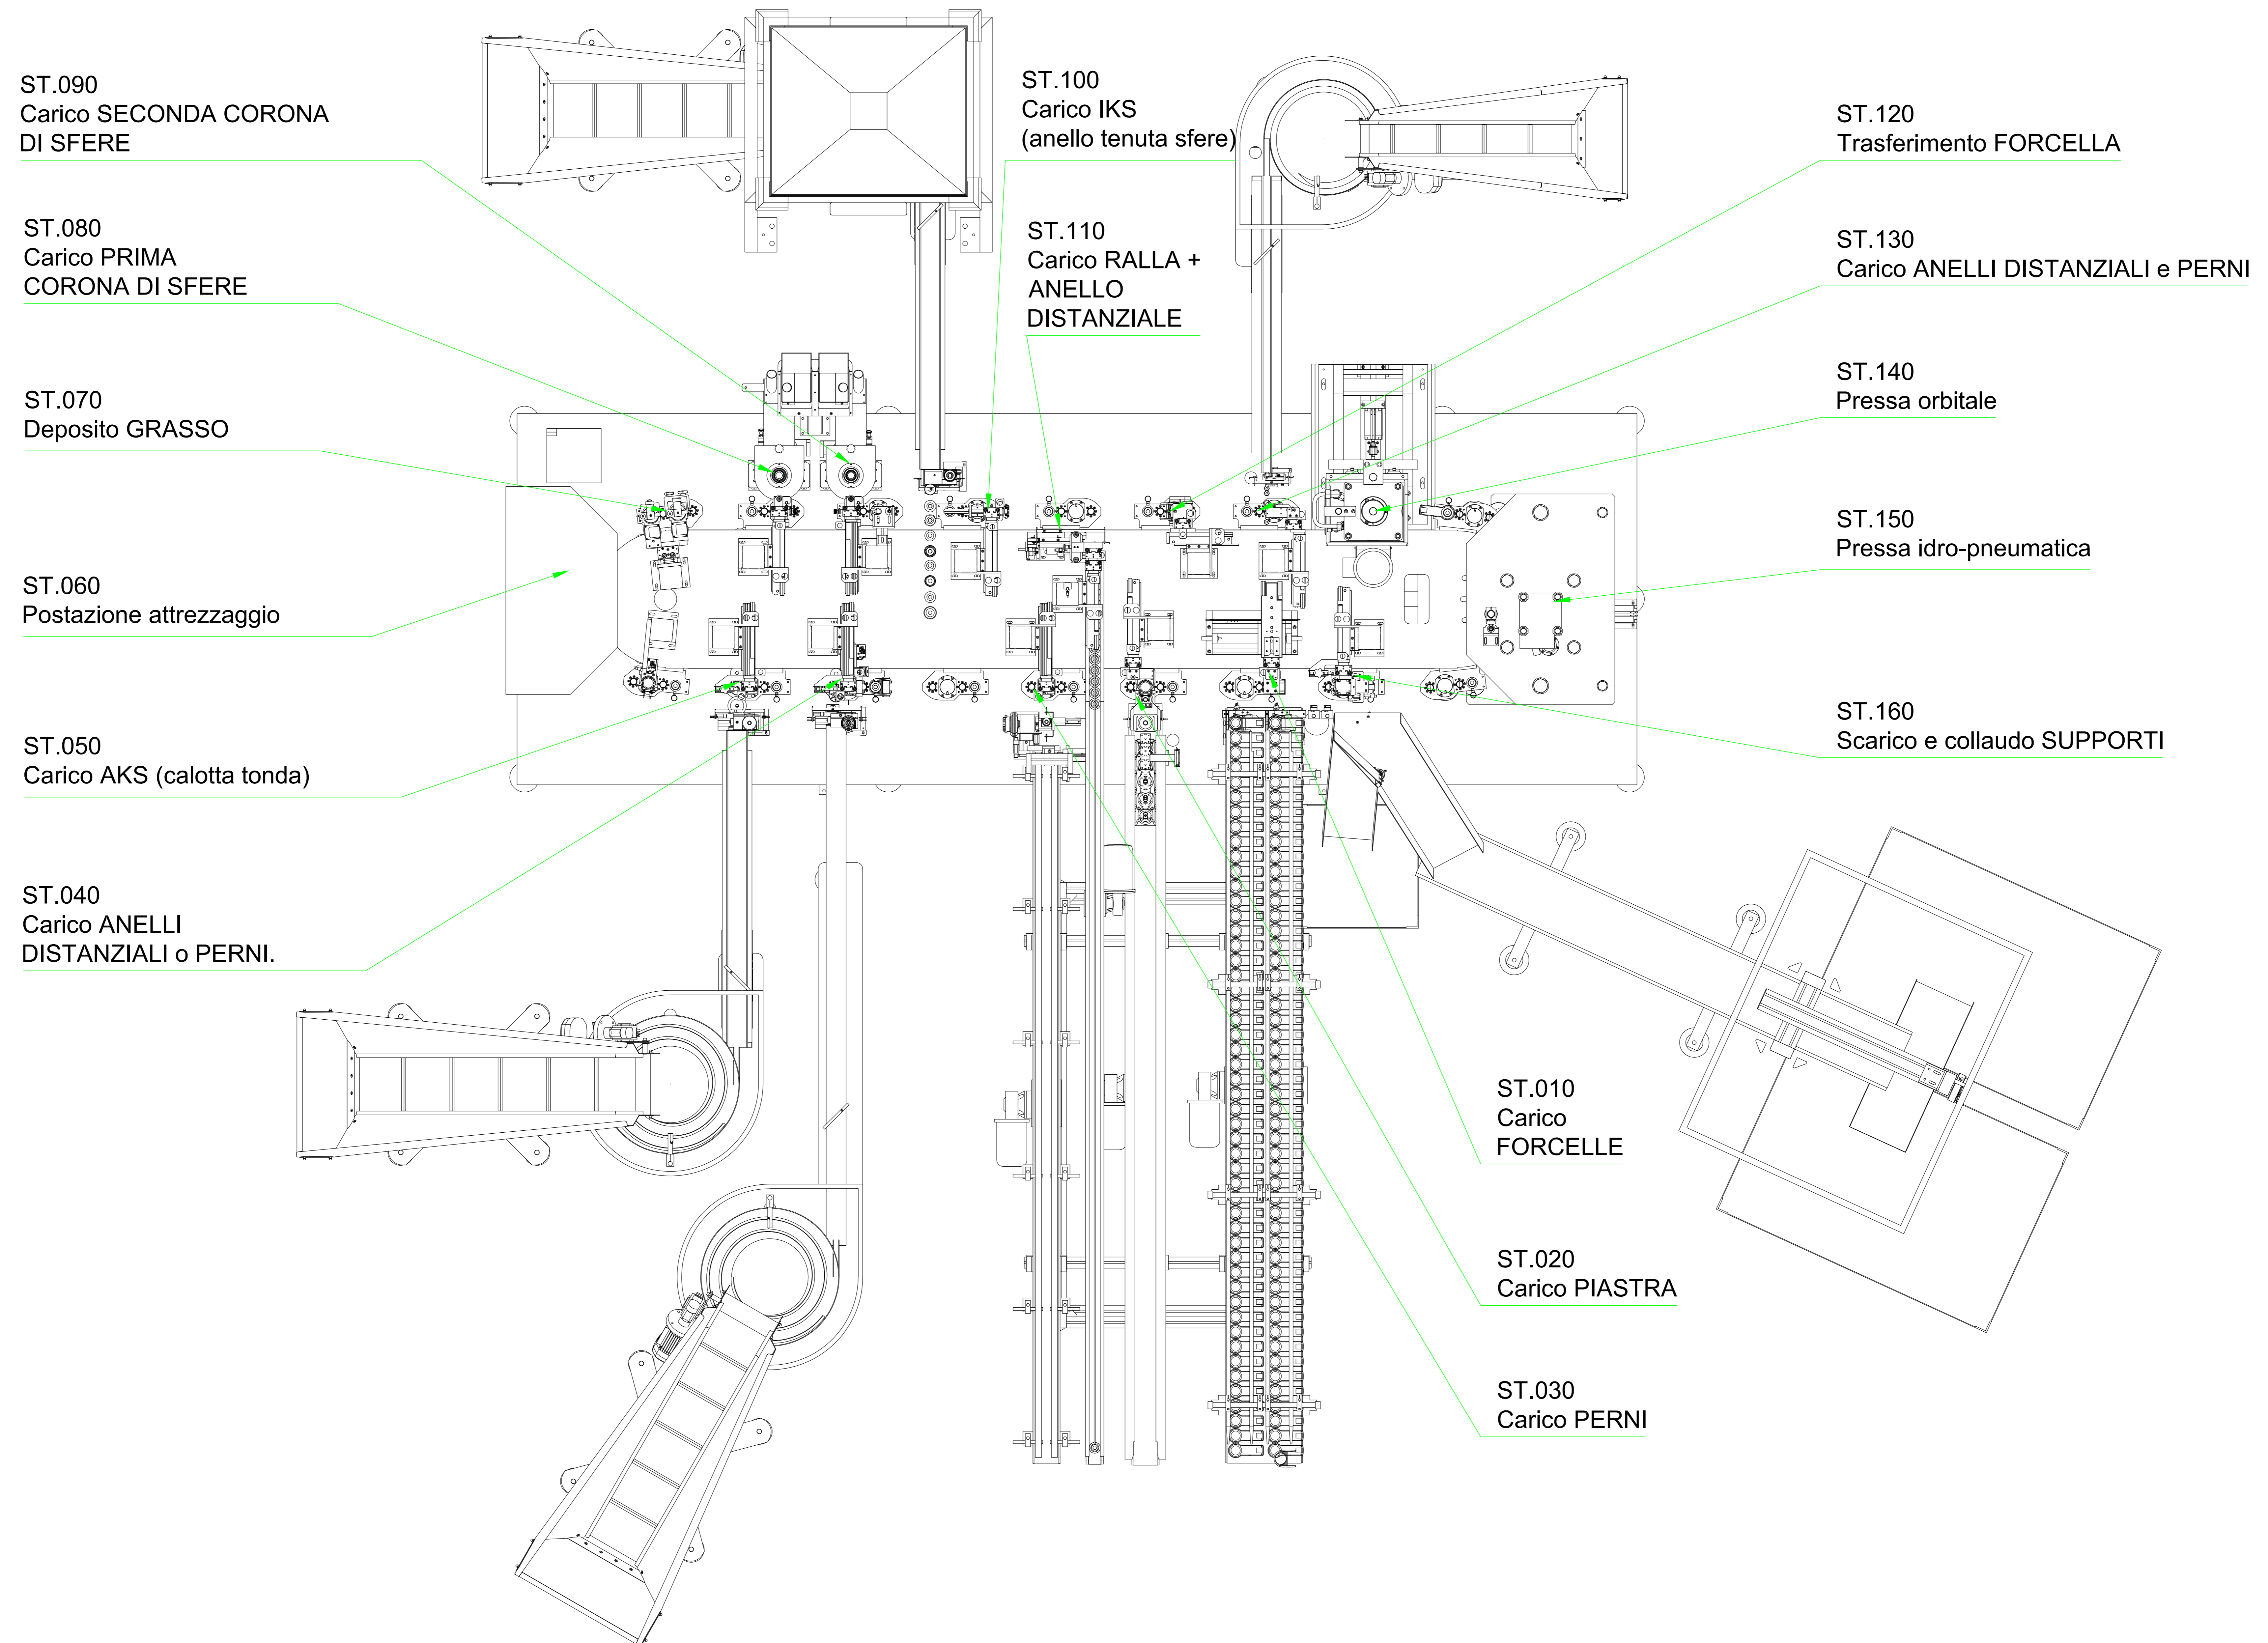 ST.090
Carico SECONDA CORONA
DI SFERE
ST.080
Carico PRIMA
CORONA DI SFERE
ST.070
Deposito GRASSO
ST.060
Postazione attrezzaggio
ST.050
Carico AKS (calotta tonda)
ST.040
Carico ANELLI
DISTANZIALI o PERNI.
ST.100
Carico IKS
(anello tenuta sfere)
ST.110
Carico RALLA +
ANELLO
DISTANZIALE
ST.120
Trasferimento FORCELLA
ST.130
Carico ANELLI DISTANZIALI e PERNI
ST.140
Pressa orbitale
ST.150
Pressa idro-pneumatica
ST.160
Scarico e collaudo SUPPORTI
ST.010
Carico
FORCELLE
ST.020
Carico PIASTRA
ST.030
Carico PERNI